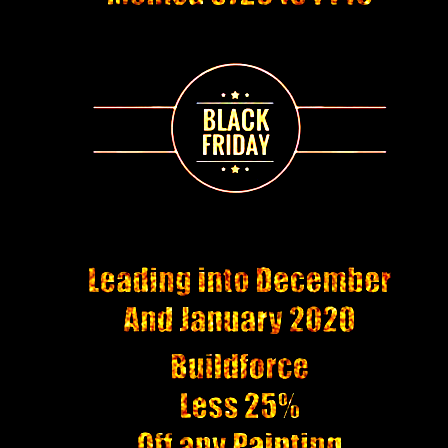 BLACK
FRIDAY
Leading into December
And January 2020
Buildforce
Less 25%
Off any Painting